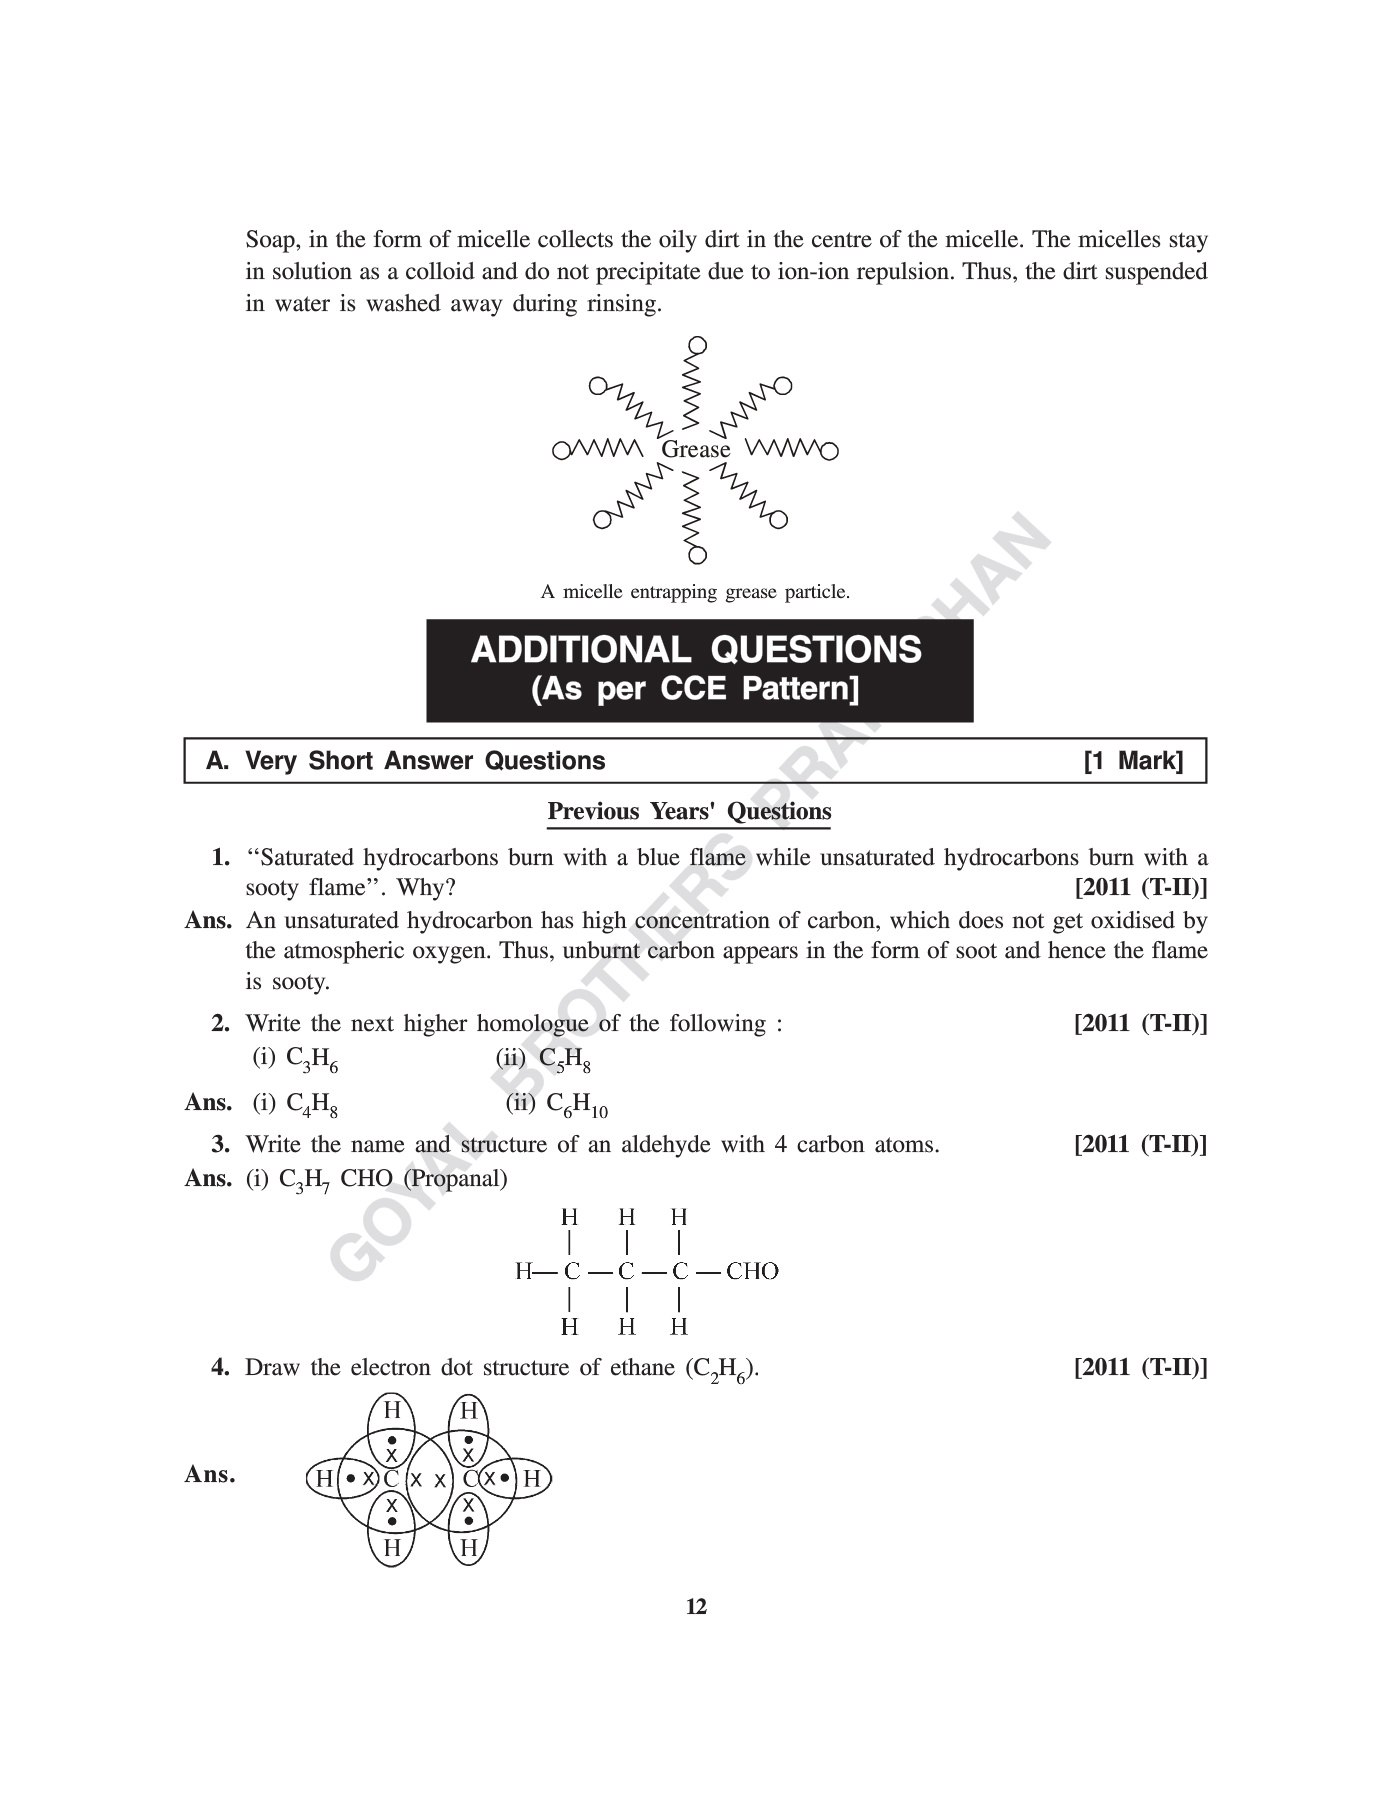 Soap, in the form of micelle collects the oily dirt in the centre of the micelle. The micelles stay
in solution as a colloid and do not precipitate due to ion-ion repulsion. Thus, the dirt suspended
in water is washed away during rinsing.
Grease
A micelle entrapping grease particle.
ADDITIONAL QUESTIONS
(As per CCE Pattern]
A. Very Short Answer Questions [1 Mark]
Previous Years' Questions
1. ‘‘Saturated hydrocarbons burn with a blue flame while unsaturated hydrocarbons burn with a
sooty flame’’. Why? [2011 (T-II)]
Ans. An unsaturated hydrocarbon has high concentration of carbon, which does not get oxidised by
the atmospheric oxygen. Thus, unburnt carbon appears in the form of soot and hence the flame
is sooty.
2. Write the next higher homologue of the following : [2011 (T-II)]
(i) C₃H₆ (ii) C₅H₈
Ans. (i) C₄H₈ (ii) C₆H₁₀
3. Write the name and structure of an aldehyde with 4 carbon atoms. [2011 (T-II)]
Ans. (i) C₃H₇ CHO (Propanal)
H H H
H— C — C — C — CHO
H H H
4. Draw the electron dot structure of ethane (C₂H₆). [2011 (T-II)]
H H
x x
Ans. H • x C x x C x • H
x x
H H
12
GOYAL BROTHERS PRAKASHAN